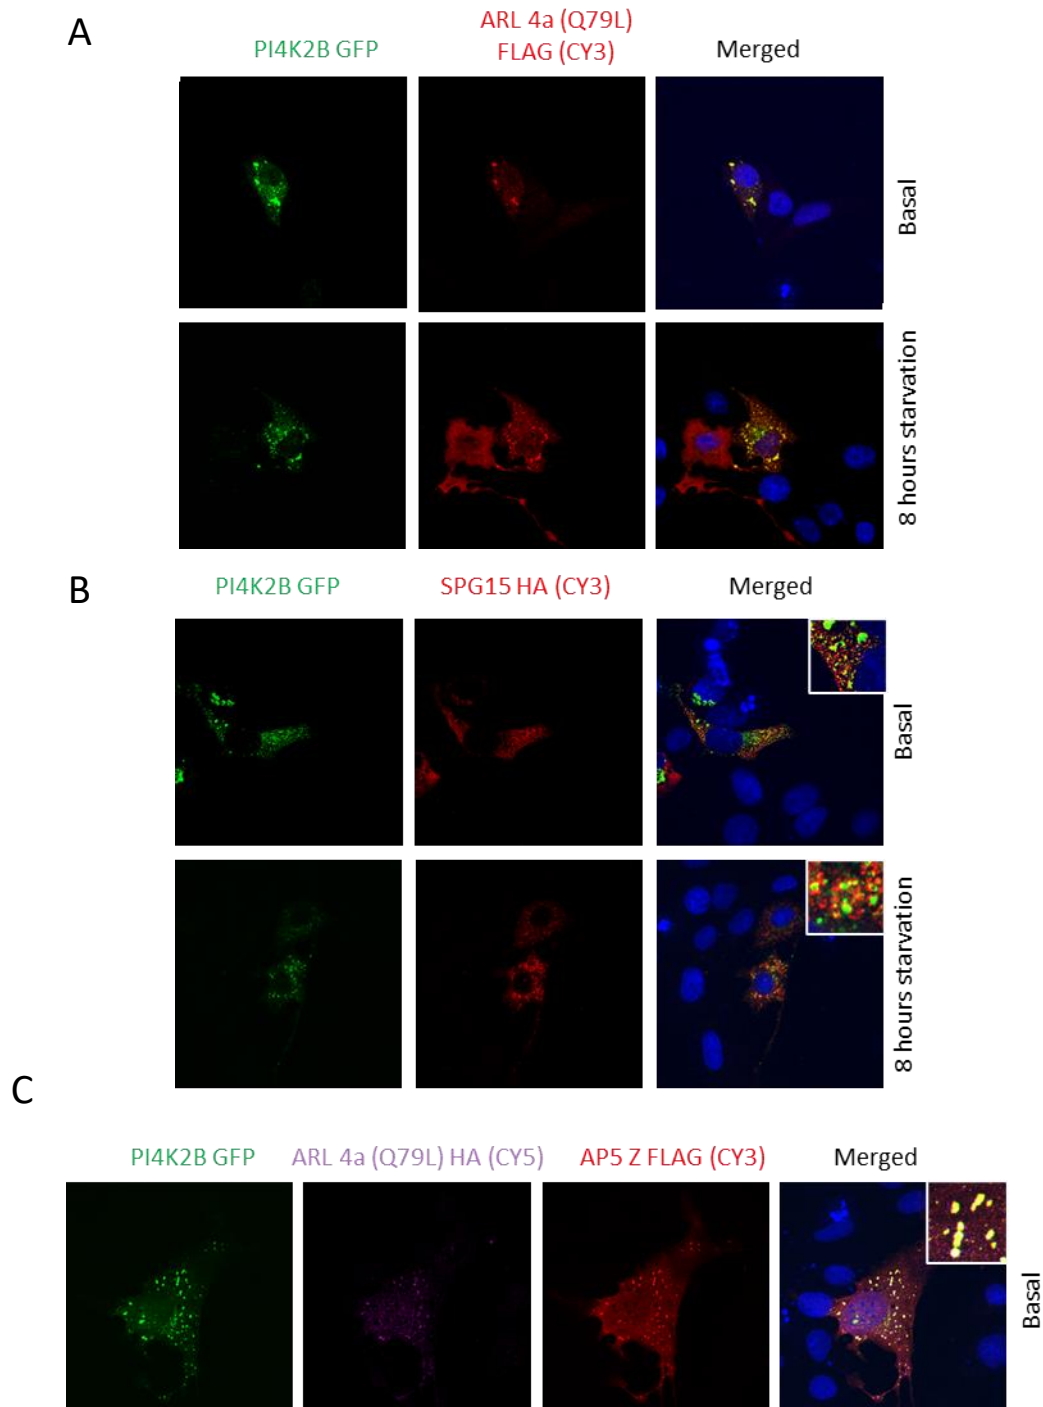 A
PI4K2B GFP
ARL 4a (Q79L)
FLAG (CY3)
Merged
Basal
8 hours starvation
B
PI4K2B GFP
SPG15 HA (CY3)
Merged
Basal
8 hours starvation
C
PI4K2B GFP
ARL 4a (Q79L) HA (CY5)
AP5 Z FLAG (CY3)
Merged
Basal